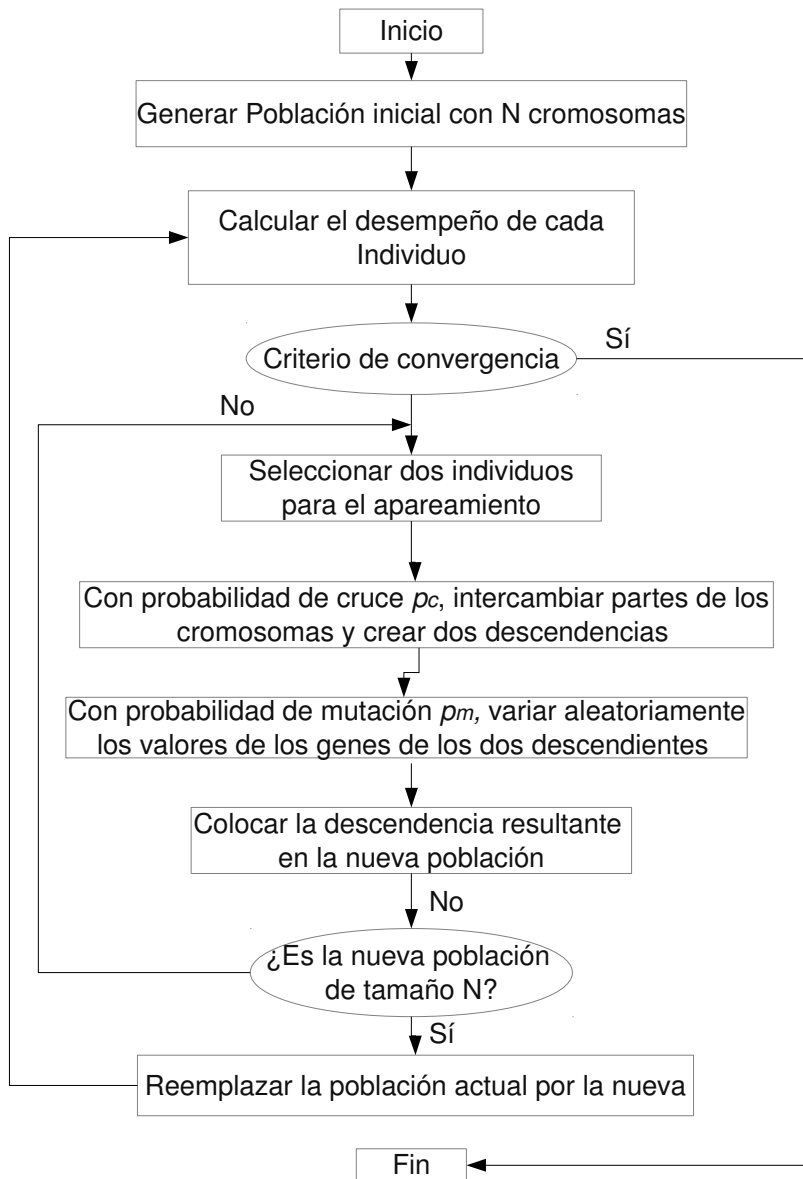 Inicio
Generar Población inicial con N cromosomas
Calcular el desempeño de cada
Individuo
Criterio de convergencia
Sí
No
Seleccionar dos individuos
para el apareamiento
Con probabilidad de cruce pc, intercambiar partes de los
cromosomas y crear dos descendencias
Con probabilidad de mutación pm, variar aleatoriamente
los valores de los genes de los dos descendientes
Colocar la descendencia resultante
en la nueva población
No
¿Es la nueva población
de tamaño N?
Sí
Reemplazar la población actual por la nueva
Fin